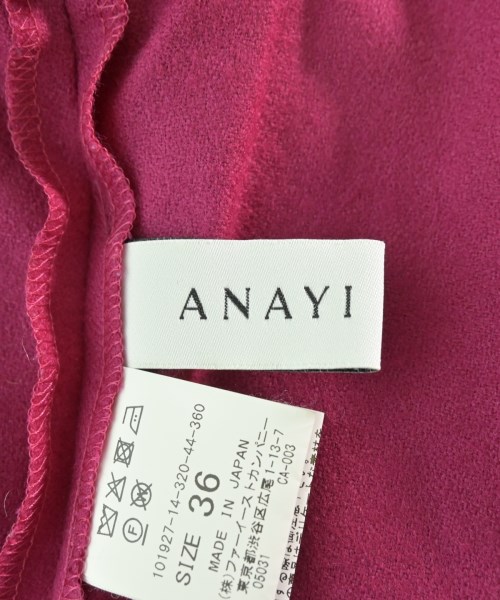 ANAYI
101927-14-320-44-360
SIZE 36
MADE IN JAPAN
(株)ファーイーストカンパニー
東京都渋谷区広尾1-13-7
05031 CA-003